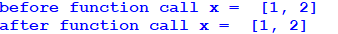 before function call x =  [1, 2]
after function call x =  [1, 2]